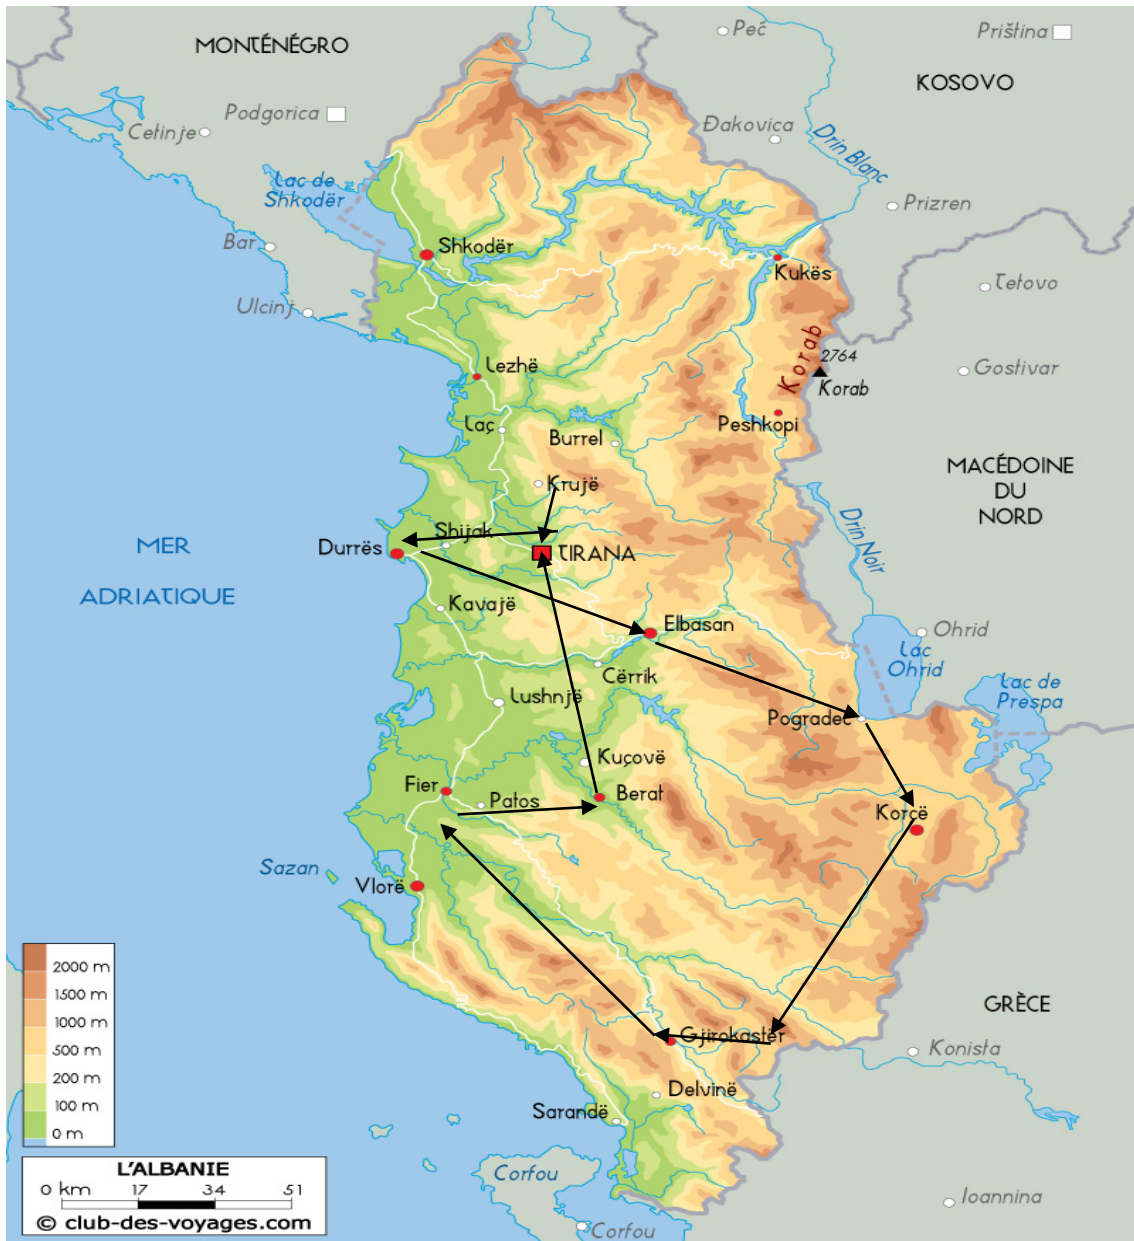 MONTÉNÉGRO
Peć
Priština
KOSOVO
Podgorica
Cetinje
Đakovica
Drin Blanc
Lac de
Shkodër
Prizren
Bar
Shkodër
Kukës
Tetovo
Ulcinj
Korab
2764
Korab
Lezhë
Gostivar
Laç
Burrel
Peshkopi
MACÉDOINE
DU
NORD
Krujë
Drin Noir
MER
ADRIATIQUE
Shijak
Durrës
TIRANA
Kavajë
Elbasan
Ohrid
Lac
Ohrid
Cërrik
Lac de
Prespa
Lushnjë
Pogradec
Kuçovë
Fier
Patos
Berat
Korçë
Sazan
Vlorë
2000 m
1500 m
1000 m
500 m
200 m
100 m
0 m
GRÈCE
Gjirokastër
Konista
Delvinë
Sarandë
Corfou
L'ALBANIE
0 km 17 34 51
© club-des-voyages.com
Ioannina
Corfou